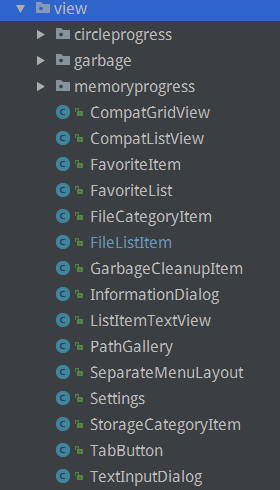 view
circleprogress
garbage
memoryprogress
CompatGridView
CompatListView
FavoriteItem
FavoriteList
FileCategoryItem
FileListItem
GarbageCleanupItem
InformationDialog
ListItemTextView
PathGallery
SeparateMenuLayout
Settings
StorageCategoryItem
TabButton
TextInputDialog